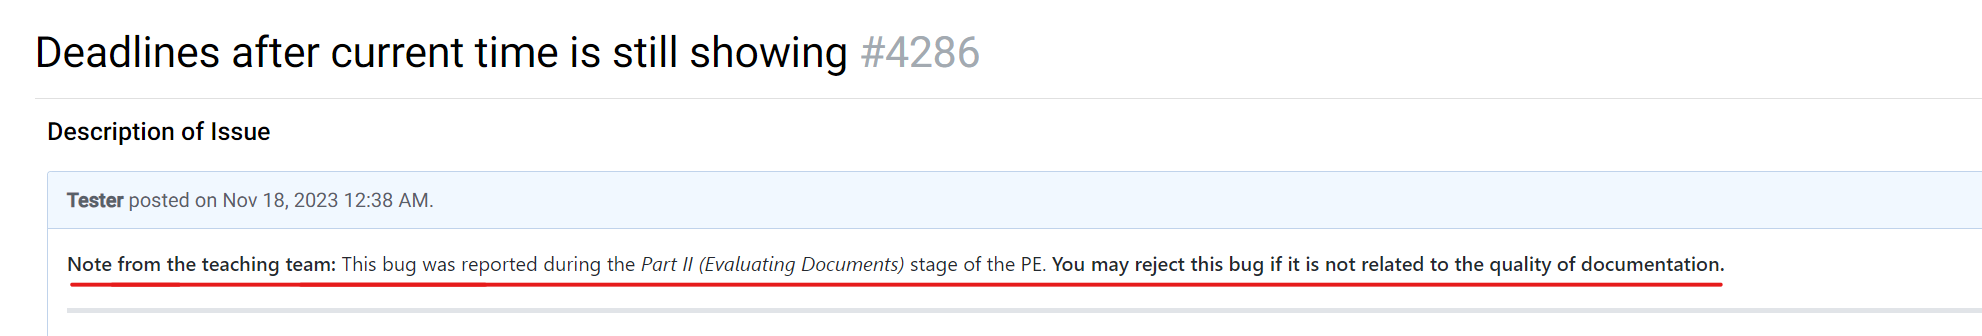 Deadlines after current time is still showing #4286
Description of Issue
Tester posted on Nov 18, 2023 12:38 AM.
Note from the teaching team: This bug was reported during the Part II (Evaluating Documents) stage of the PE. You may reject this bug if it is not related to the quality of documentation.